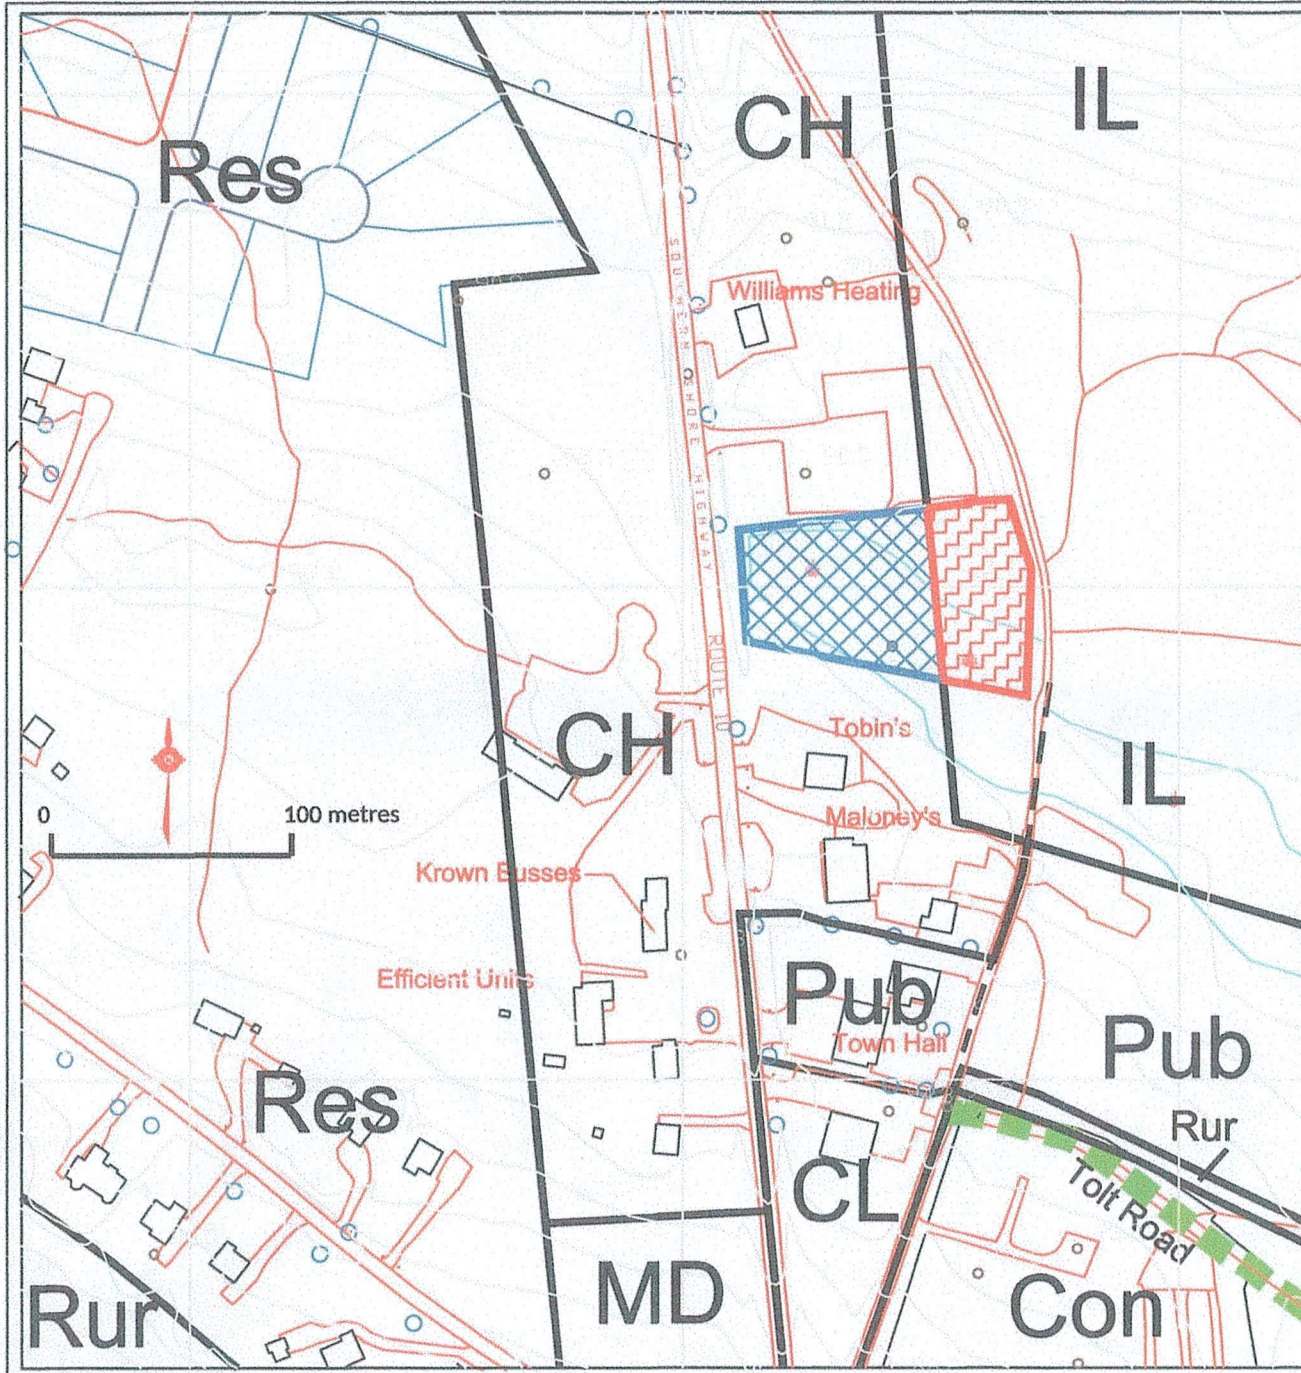 CH
IL
Res
Williams Heating
SOUTHERN SHORE HIGHWAY
ROUTE 10
CH
Tobin's
IL
0
100 metres
Maloney's
Krown Busses
Efficient Units
Pub
Town Hall
Pub
Res
Rur
Tolt Road
CL
MD
Con
Rur